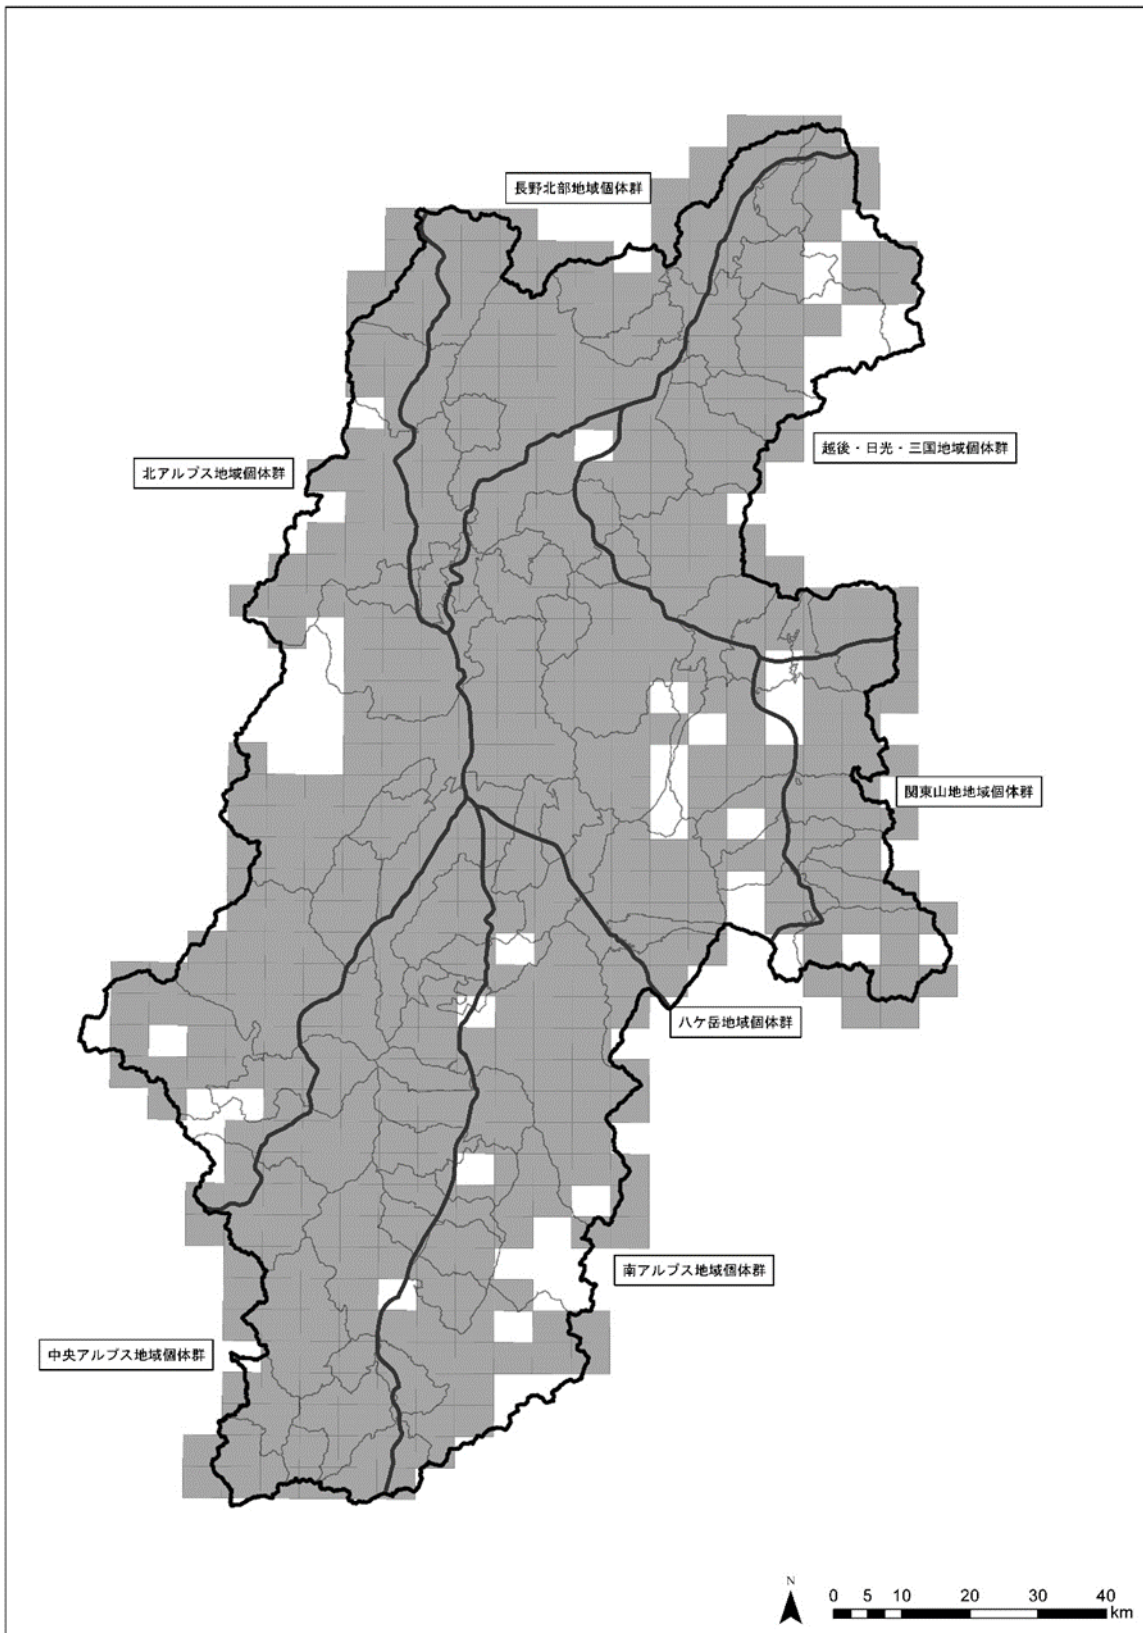 長野北部地域個体群
越後・日光・三国地域個体群
北アルプス地域個体群
関東山地地域個体群
八ケ岳地域個体群
南アルプス地域個体群
中央アルプス地域個体群
N
0 5 10 20 30 40
km